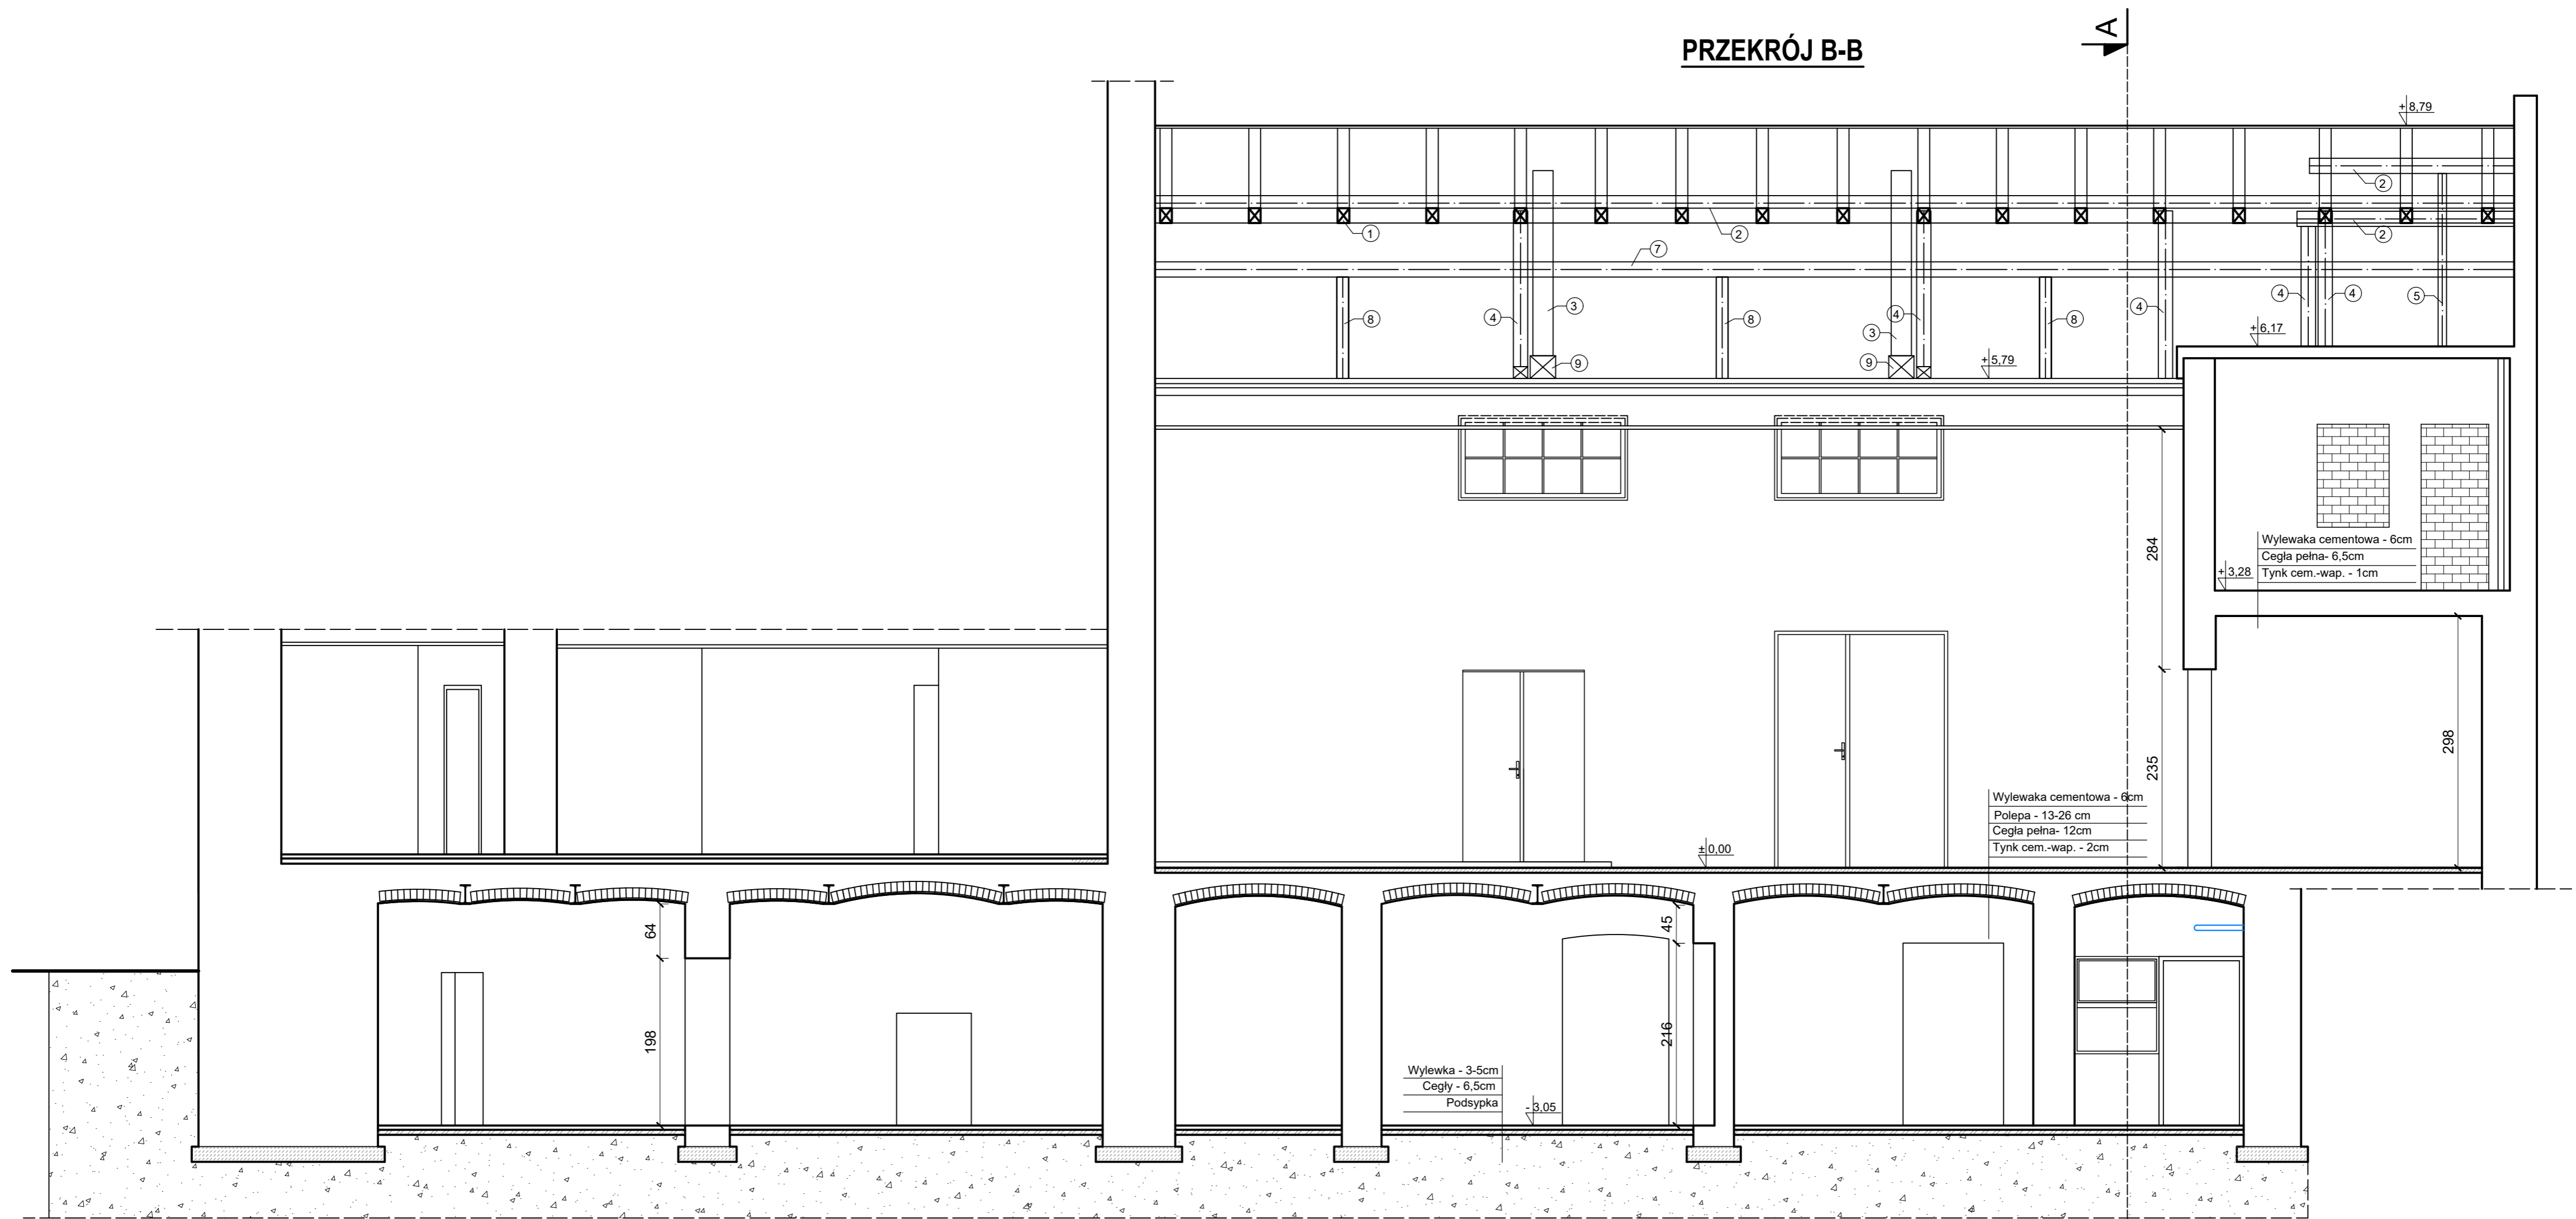 A
PRZEKRÓJ B-B
+ 8,79
2
1
2
2
7
8
4
3
8
3
4
8
4
4
4
5
+ 6,17
9
9
+ 5,79
284
Wylewaka cementowa - 6cm
Cegła pełna- 6,5cm
Tynk cem.-wap. - 1cm
+ 3,28
235
298
Wylewaka cementowa - 6cm
Polepa - 13-26 cm
Cegła pełna- 12cm
Tynk cem.-wap. - 2cm
± 0,00
64
45
198
216
Wylewka - 3-5cm
Cegły - 6,5cm
Podsypka
- 3,05